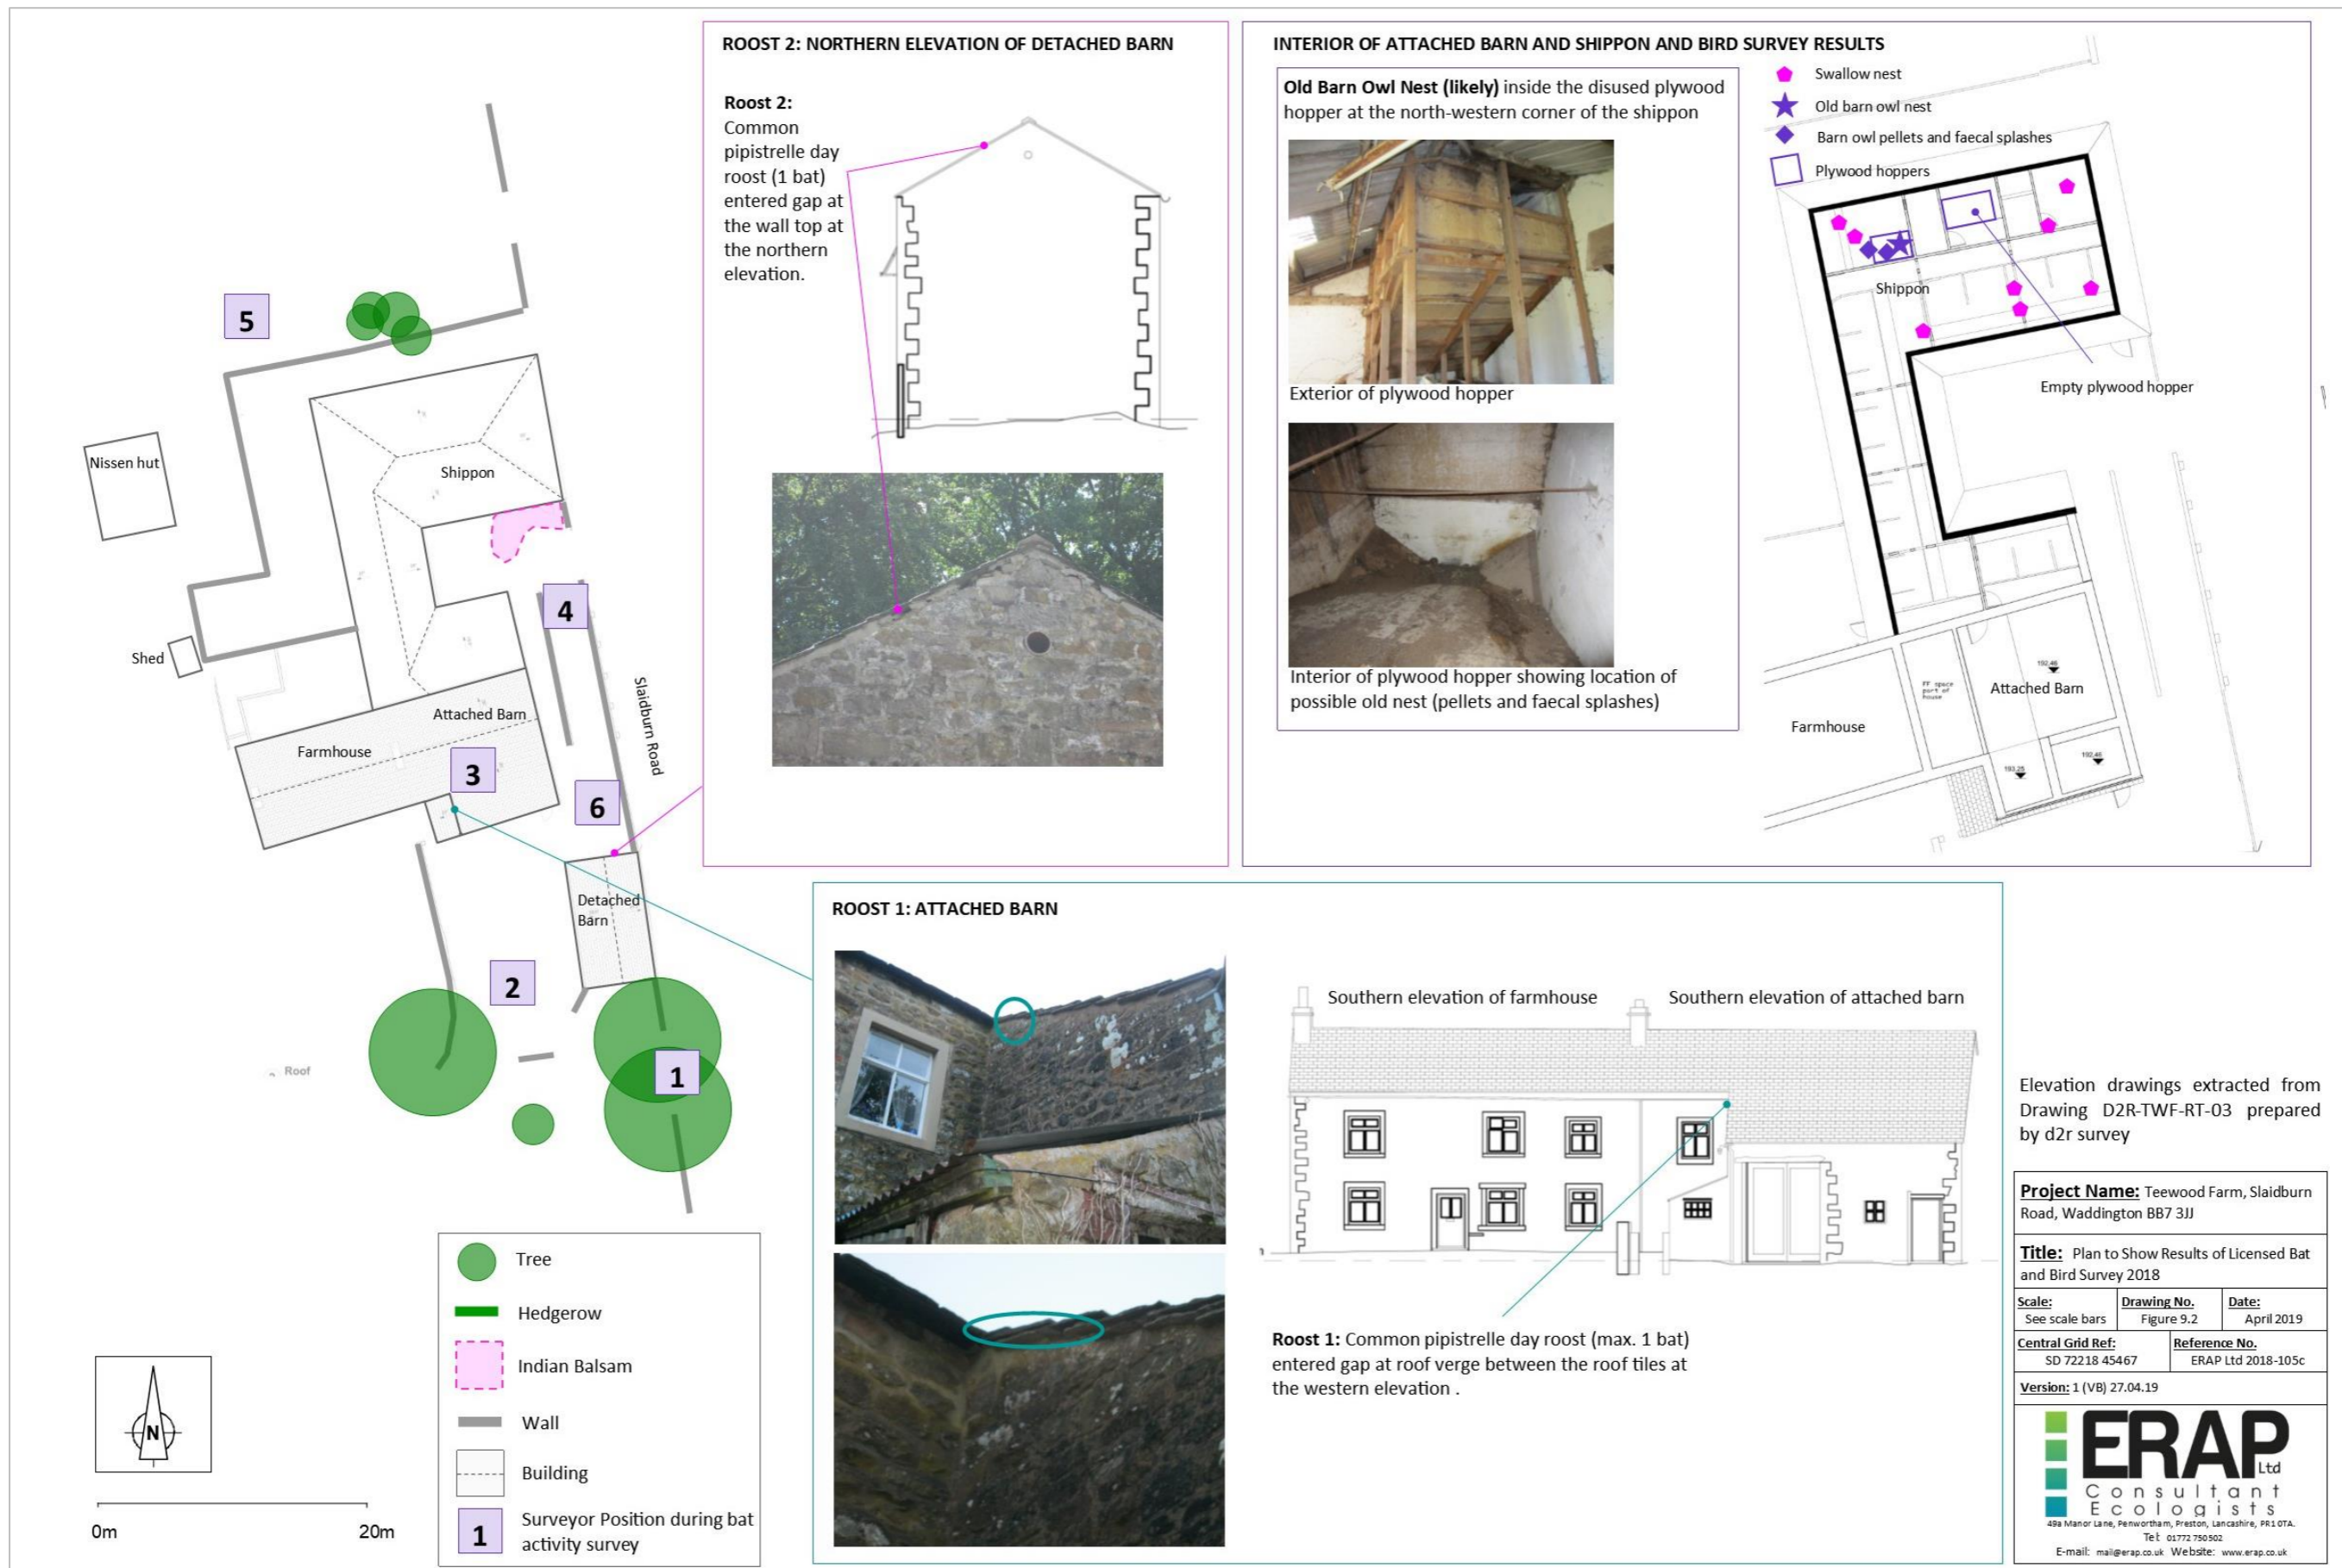 ROOST 2: NORTHERN ELEVATION OF DETACHED BARN
Roost 2:
Common
pipistrelle day
roost (1 bat)
entered gap at
the wall top at
the northern
elevation.
INTERIOR OF ATTACHED BARN AND SHIPPON AND BIRD SURVEY RESULTS
Old Barn Owl Nest (likely) inside the disused plywood
hopper at the north-western corner of the shippon
Exterior of plywood hopper
Interior of plywood hopper showing location of
possible old nest (pellets and faecal splashes)
Swallow nest
Old barn owl nest
Barn owl pellets and faecal splashes
Plywood hoppers
Shippon
Empty plywood hopper
FF space
part of
house
192.46
Attached Barn
Farmhouse
193.25
192.46
5
Nissen hut
Shippon
4
Shed
Slaidburn Road
Attached Barn
Farmhouse
3
6
Detached
Barn
2
1
Roof
ROOST 1: ATTACHED BARN
Southern elevation of farmhouse
Southern elevation of attached barn
Roost 1: Common pipistrelle day roost (max. 1 bat)
entered gap at roof verge between the roof tiles at
the western elevation .
Tree
Hedgerow
Indian Balsam
Wall
Building
1
Surveyor Position during bat
activity survey
N
0m
20m
Elevation drawings extracted from
Drawing D2R-TWF-RT-03 prepared
by d2r survey
Project Name: Teewood Farm, Slaidburn
Road, Waddington BB7 3JJ
Title: Plan to Show Results of Licensed Bat
and Bird Survey 2018
Scale:
See scale bars
Drawing No.
Figure 9.2
Date:
April 2019
Central Grid Ref:
SD 72218 45467
Reference No.
ERAP Ltd 2018-105c
Version: 1 (VB) 27.04.19
ERAP
Ltd
Consultant
Ecologists
49a Manor Lane, Penwortham, Preston, Lancashire, PR1 0TA.
Tel: 01772 750502
E-mail: mail@erap.co.uk Website: www.erap.co.uk